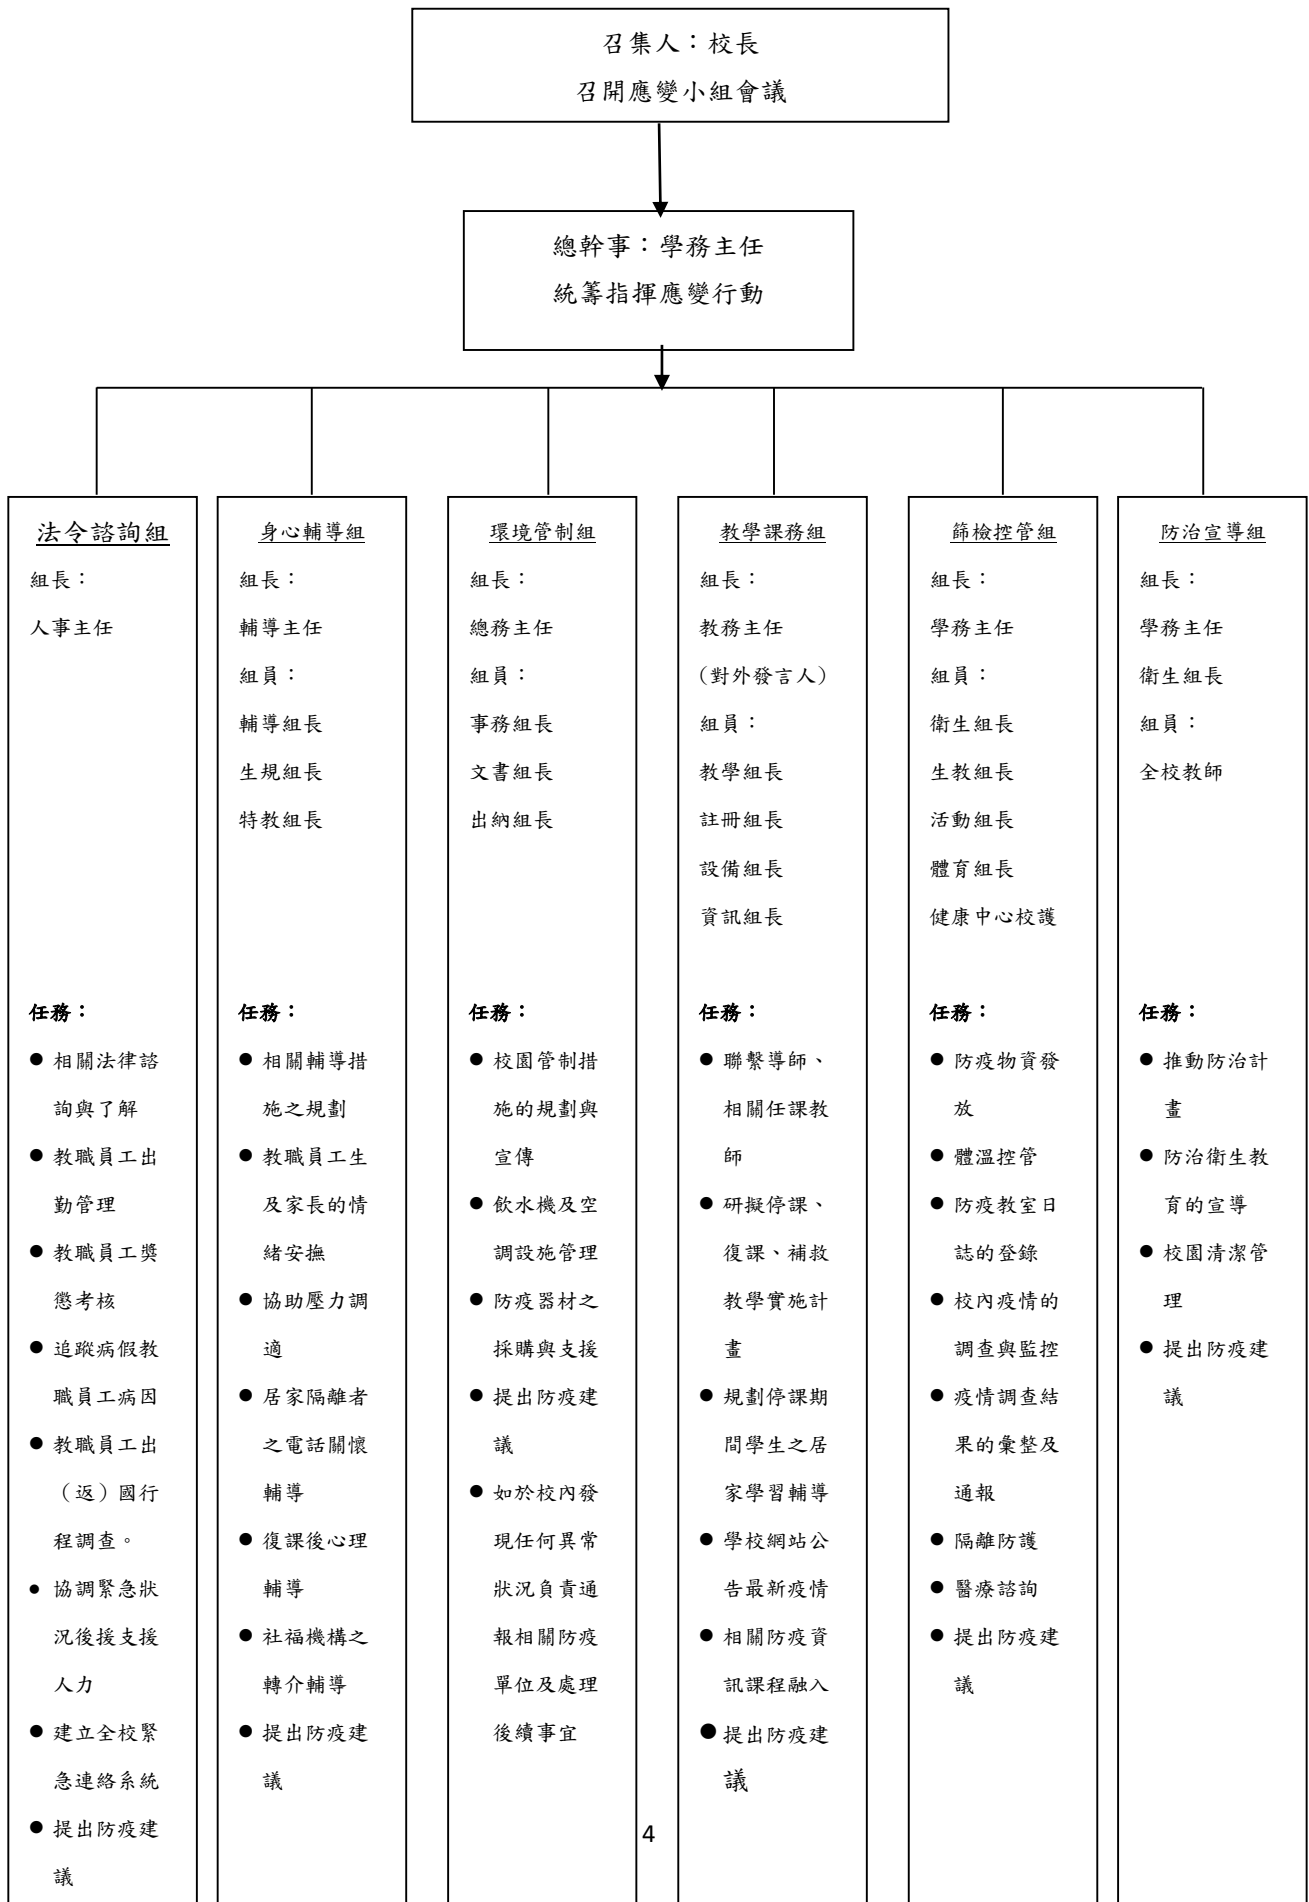 召集人：校長
召開應變小組會議
總幹事：學務主任
統籌指揮應變行動
法令諮詢組
組長：
人事主任
任務：
● 相關法律諮
詢與了解
● 教職員工出
勤管理
● 教職員工獎
懲考核
● 追蹤病假教
職員工病因
● 教職員工出
（返）國行
程調查。
● 協調緊急狀
況後援支援
人力
● 建立全校緊
急連絡系統
● 提出防疫建
議
身心輔導組
組長：
輔導主任
組員：
輔導組長
生規組長
特教組長
任務：
● 相關輔導措
施之規劃
● 教職員工生
及家長的情
緒安撫
● 協助壓力調
適
● 居家隔離者
之電話關懷
輔導
● 復課後心理
輔導
● 社福機構之
轉介輔導
● 提出防疫建
議
環境管制組
組長：
總務主任
組員：
事務組長
文書組長
出納組長
任務：
● 校園管制措
施的規劃與
宣傳
● 飲水機及空
調設施管理
● 防疫器材之
採購與支援
● 提出防疫建
議
● 如於校內發
現任何異常
狀況負責通
報相關防疫
單位及處理
後續事宜
教學課務組
組長：
教務主任
（對外發言人）
組員：
教學組長
註冊組長
設備組長
資訊組長
任務：
● 聯繫導師、
相關任課教
師
● 研擬停課、
復課、補救
教學實施計
畫
● 規劃停課期
間學生之居
家學習輔導
● 學校網站公
告最新疫情
● 相關防疫資
訊課程融入
● 提出防疫建
議
篩檢控管組
組長：
學務主任
組員：
衛生組長
生教組長
活動組長
體育組長
健康中心校護
任務：
● 防疫物資發
放
● 體溫控管
● 防疫教室日
誌的登錄
● 校內疫情的
調查與監控
● 疫情調查結
果的彙整及
通報
● 隔離防護
● 醫療諮詢
● 提出防疫建
議
防治宣導組
組長：
學務主任
衛生組長
組員：
全校教師
任務：
● 推動防治計
畫
● 防治衛生教
育的宣導
● 校園清潔管
理
● 提出防疫建
議
4